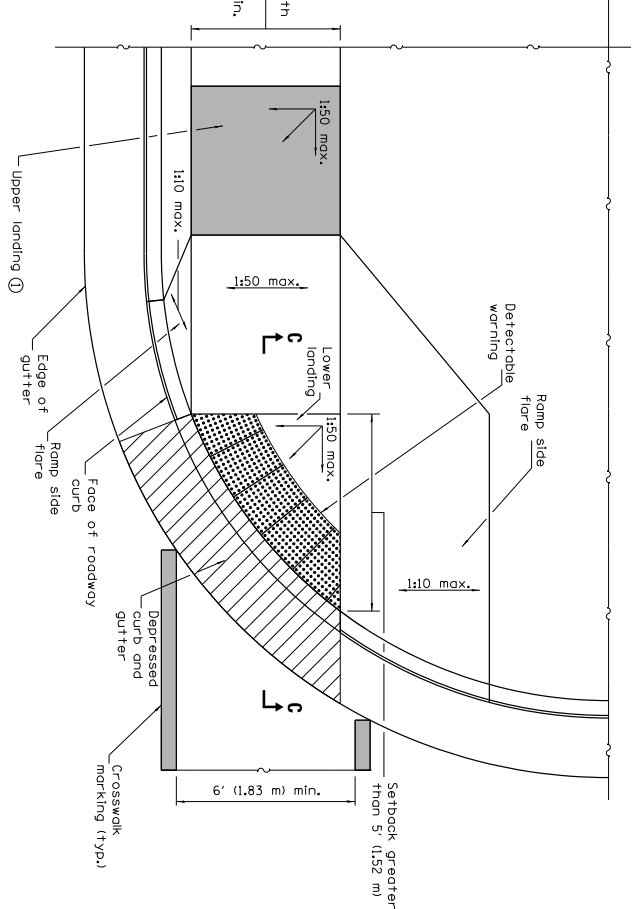 th
in.
1:50 max.
Upper landing ①
1:10 max.
1:50 max.
C
Lower
landing
1:50 max.
Detectable
warning
Ramp side
flare
1:10 max.
Edge of
gutter
Ramp side
flare
Face of roadway
curb
Depressed
curb and
gutter
C
Crosswalk
marking (typ.)
6' (1.83 m) min.
Setback greater
than 5' (1.52 m)